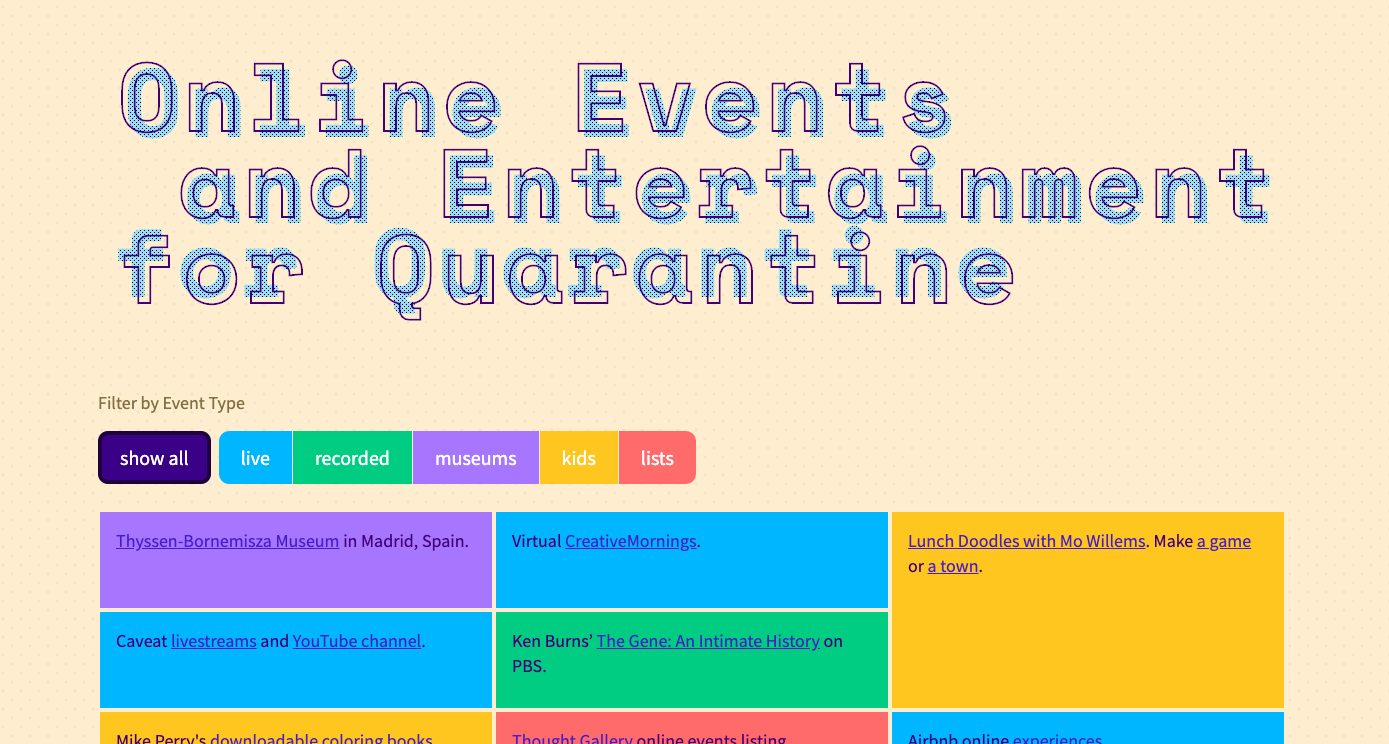 Online Events
and Entertainment
for Quarantine
Filter by Event Type
show all live recorded museums kids lists
Thyssen-Bornemisza Museum in Madrid, Spain.
Virtual CreativeMornings.
Lunch Doodles with Mo Willems. Make a game
or a town.
Caveat livestreams and YouTube channel.
Ken Burns’ The Gene: An Intimate History on
PBS.
Mike Perry's downloadable coloring books
Thought Gallery online events listing
Airbnb online experiences